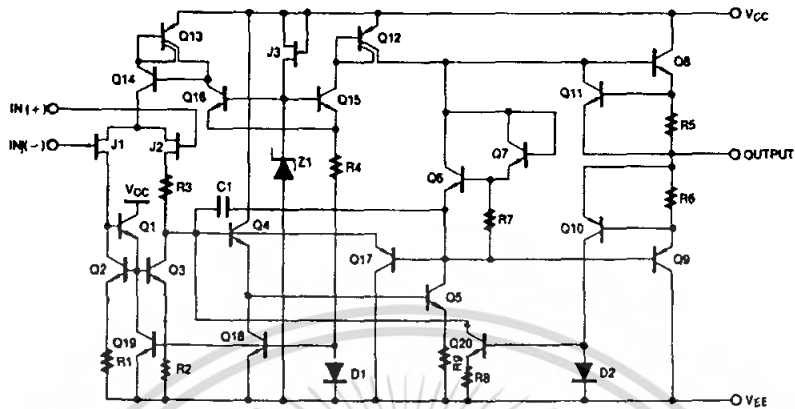 Q13
Q12
VCC
J3
Q8
Q14
Q16
Q15
Q11
IN(+)
R5
IN(-)
J1
J2
Q7
OUTPUT
Z1
R4
Q6
R3
R6
VCC
C1
R7
Q1
Q4
Q10
Q2
Q3
Q17
Q9
Q5
Q19
Q18
Q20
R1
R2
D1
R9
R8
D2
VEE